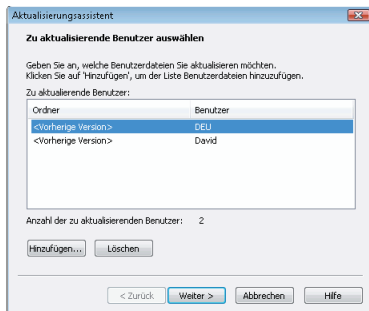 Aktualisierungsassistent
Zu aktualisierende Benutzer auswählen
Geben Sie an, welche Benutzerdateien Sie aktualisieren möchten.
Klicken Sie auf 'Hinzufügen', um der Liste Benutzerdateien hinzuzufügen.
Zu aktualierende Benutzer:
Ordner Benutzer
<Vorherige Version> DEU
<Vorherige Version> David
Anzahl der zu aktualisierenden Benutzer: 2
Hinzufügen... Löschen
< Zurück Weiter > Abbrechen Hilfe